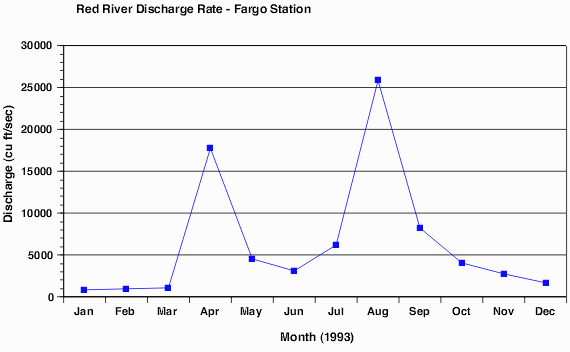 Red River Discharge Rate - Fargo Station
30000
25000
20000
15000
10000
5000
0
Discharge (cu ft/sec)
Jan Feb Mar Apr May Jun Jul Aug Sep Oct Nov Dec
Month (1993)